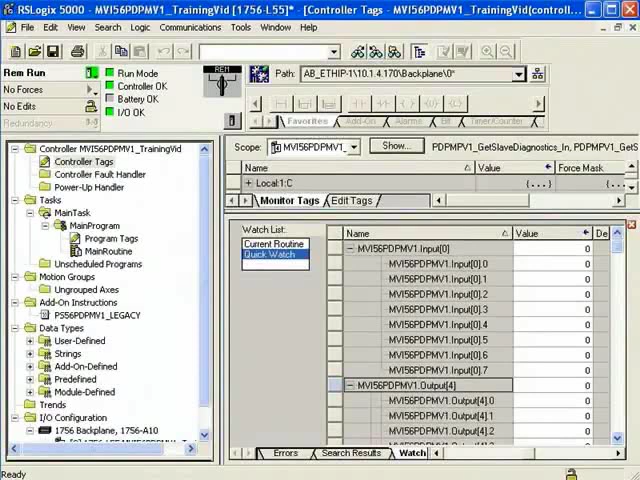 RSLogix 5000 - MVI56PDPMV1_TrainingVid [1756-L55]* - [Controller Tags - MVI56PDPMV1_TrainingVid(controll...
File Edit View Search Logic Communications Tools Window Help
Rem Run
Run Mode
No Forces
Controller OK
Battery OK
No Edits
I/O OK
Redundancy
REM
Path: AB_ETHIP-1\10.1.4.170\Backplane\0*
Favorites Add-On Alarms Bit Timer/Counter
Controller MVI56PDPMV1_TrainingVid
Controller Tags
Controller Fault Handler
Power-Up Handler
Tasks
MainTask
MainProgram
Program Tags
MainRoutine
Unscheduled Programs
Motion Groups
Ungrouped Axes
Add-On Instructions
PS56PDPMV1_LEGACY
Data Types
User-Defined
Strings
Add-On-Defined
Predefined
Module-Defined
Trends
I/O Configuration
1756 Backplane, 1756-A10
Scope: MVI56PDPMV1_T Show... PDPMPV1_GetSlaveDiagnostics_In, PDPMPV1_GetS
Name Value Force Mask
+ Local:1:C {...} {...}
Monitor Tags Edit Tags
Watch List:
Current Routine
Quick Watch
Name Value De
MVI56PDPMV1.Input[0] 0
MVI56PDPMV1.Input[0].0 0
MVI56PDPMV1.Input[0].1 0
MVI56PDPMV1.Input[0].2 0
MVI56PDPMV1.Input[0].3 0
MVI56PDPMV1.Input[0].4 0
MVI56PDPMV1.Input[0].5 0
MVI56PDPMV1.Input[0].6 0
MVI56PDPMV1.Input[0].7 0
MVI56PDPMV1.Output[4] 0
MVI56PDPMV1.Output[4].0 0
MVI56PDPMV1.Output[4].1 0
MVI56PDPMV1.Output[4].2 0
Errors Search Results Watch
Ready